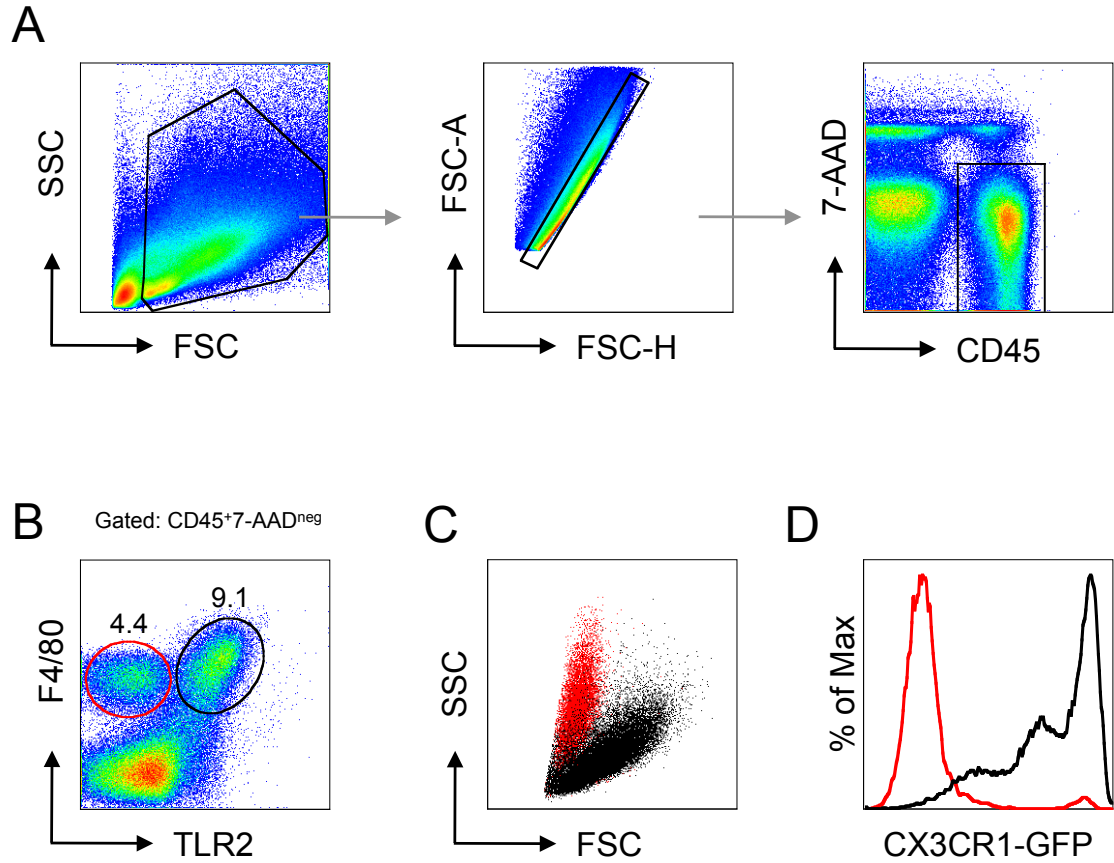 A
SSC
FSC
FSC-A
FSC-H
7-AAD
CD45
B
Gated: CD45⁺7-AADⁿᵉᵍ
4.4
9.1
F4/80
TLR2
C
SSC
FSC
D
% of Max
CX3CR1-GFP